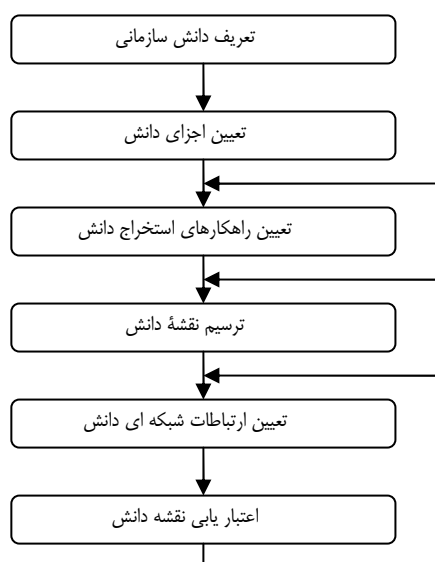 تعریف دانش سازمانی
تعیین اجزای دانش
تعیین راهکارهای استخراج دانش
ترسیم نقشۀ دانش
تعیین ارتباطات شبکه ای دانش
اعتبار یابی نقشه دانش